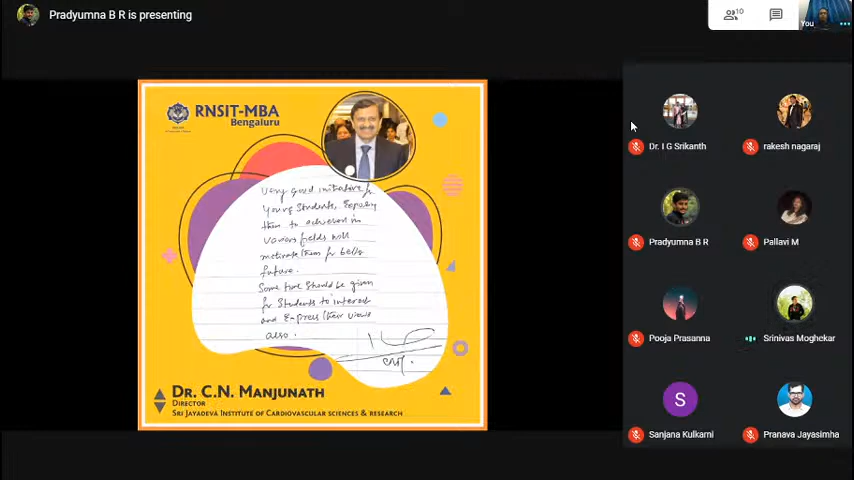 Pradyumna B R is presenting
10
You
RNSIT-MBA
Bengaluru
Very good initiative for
Young Students. Exposing
them to achievers in
various fields will
motivate them for better
future.
Some time should be given
for Students to interact
and Express their views
also.
DR. C.N. MANJUNATH
DIRECTOR
SRI JAYADEVA INSTITUTE OF CARDIOVASCULAR SCIENCES & RESEARCH
Dr. I G Srikanth
rakesh nagaraj
Pradyumna B R
Pallavi M
Pooja Prasanna
Srinivas Moghekar
S
Sanjana Kulkarni
Pranava Jayasimha